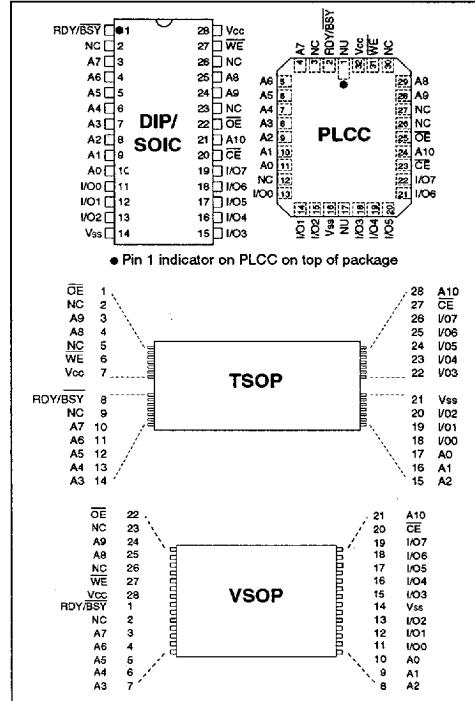 RDY/BSY 1 28 Vcc
NC 2 27 WE
A7 3 26 NC
A6 4 25 A8
A5 5 24 A9
A4 6 23 NC
A3 7 22 OE
A2 8 21 A10
A1 9 20 CE
A0 10 19 I/O7
I/O0 11 18 I/O6
I/O1 12 17 I/O5
I/O2 13 16 I/O4
Vss 14 15 I/O3
DIP/
SOIC
A7 NC RDY/BSY NU Vcc WE NC
4 3 2 1 32 31 30
A6 5 29 A8
A5 6 28 A9
A4 7 27 NC
A3 8 26 NC
A2 9 25 OE
A1 10 24 A10
A0 11 23 CE
NC 12 22 I/O7
I/O0 13 21 I/O6
PLCC
14 15 16 17 18 19 20
I/O1 I/O2 Vss NU I/O3 I/O4 I/O5
● Pin 1 indicator on PLCC on top of package
OE 1 28 A10
NC 2 27 CE
A9 3 26 I/O7
A8 4 25 I/O6
NC 5 24 I/O5
WE 6 23 I/O4
Vcc 7 22 I/O3
TSOP
RDY/BSY 8 21 Vss
NC 9 20 I/O2
A7 10 19 I/O1
A6 11 18 I/O0
A5 12 17 A0
A4 13 16 A1
A3 14 15 A2
OE 22 21 A10
NC 23 20 CE
A9 24 19 I/O7
A8 25 18 I/O6
NC 26 17 I/O5
WE 27 16 I/O4
Vcc 28 15 I/O3
RDY/BSY 1 14 Vss
NC 2 13 I/O2
A7 3 12 I/O1
A6 4 11 I/O0
A5 5 10 A0
A4 6 9 A1
A3 7 8 A2
VSOP